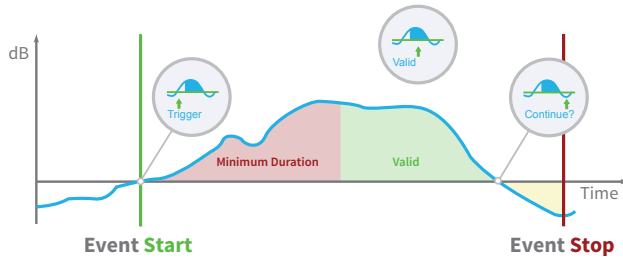 dB
Valid
Trigger
Continue?
Minimum Duration
Valid
Time
Event Start
Event Stop